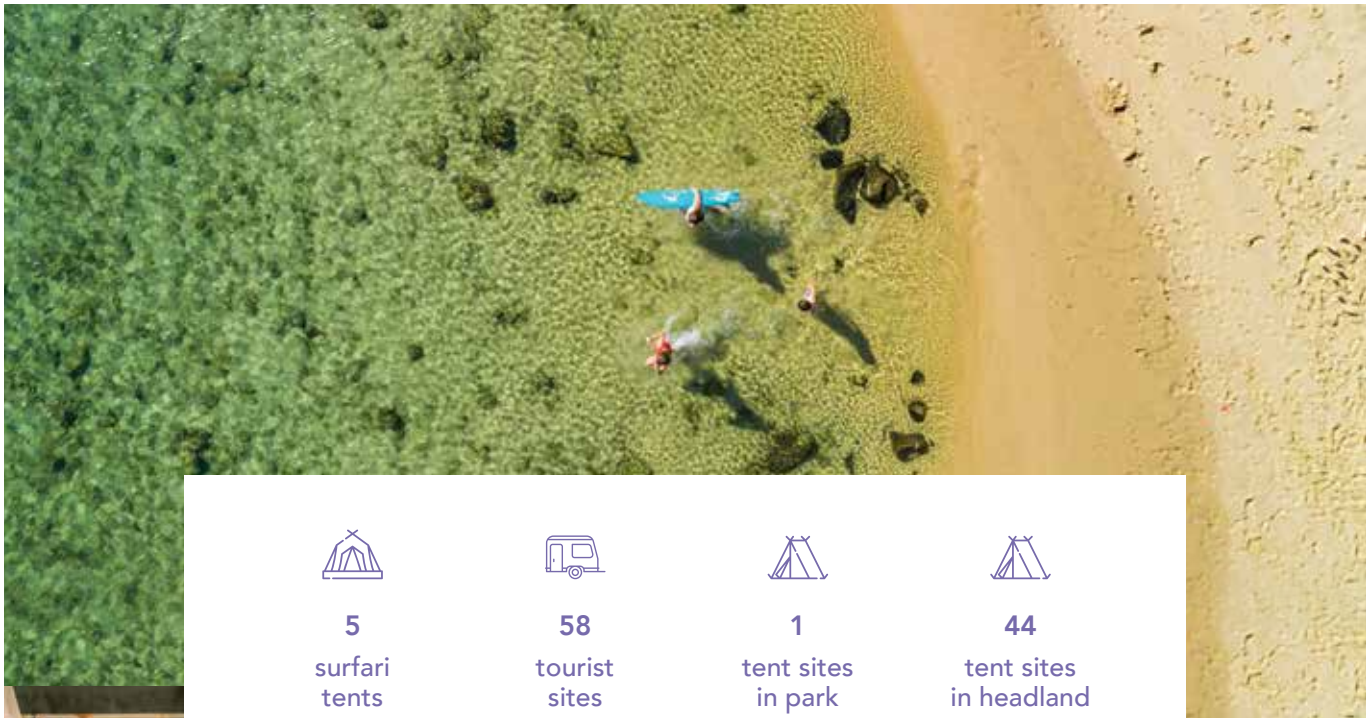 5
surfari
tents
58
tourist
sites
1
tent sites
in park
44
tent sites
in headland